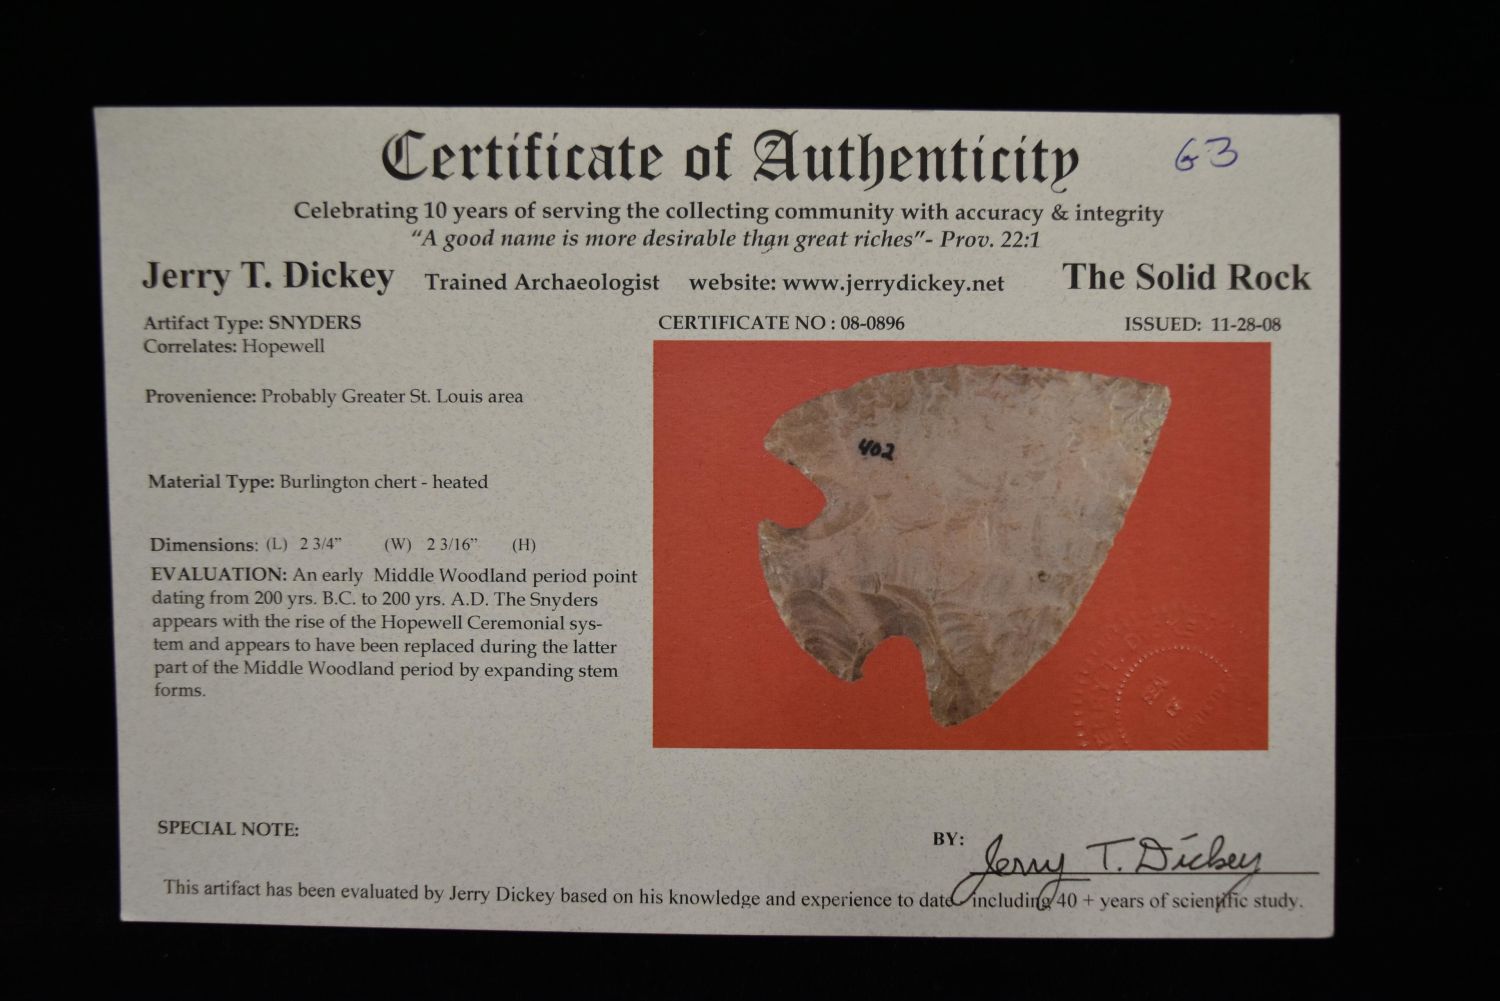 Certificate of Authenticity
G3
Celebrating 10 years of serving the collecting community with accuracy & integrity
"A good name is more desirable than great riches"- Prov. 22:1
Jerry T. Dickey Trained Archaeologist website: www.jerrydickey.net The Solid Rock
Artifact Type: SNYDERS
Correlates: Hopewell
CERTIFICATE NO : 08-0896
ISSUED: 11-28-08
Provenience: Probably Greater St. Louis area
Material Type: Burlington chert - heated
Dimensions: (L) 2 3/4" (W) 2 3/16" (H)
EVALUATION: An early Middle Woodland period point
dating from 200 yrs. B.C. to 200 yrs. A.D. The Snyders
appears with the rise of the Hopewell Ceremonial sys-
tem and appears to have been replaced during the latter
part of the Middle Woodland period by expanding stem
forms.
402
SPECIAL NOTE:
BY: Jerry T. Dickey
This artifact has been evaluated by Jerry Dickey based on his knowledge and experience to date including 40 + years of scientific study.